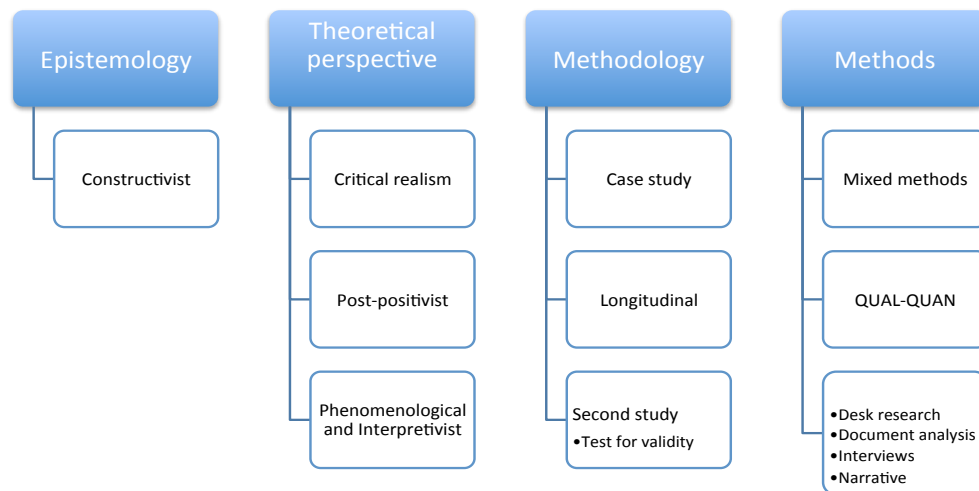 Epistemology
Constructivist
Theoretical
perspective
Critical realism
Post-positivist
Phenomenological
and Interpretivist
Methodology
Case study
Longitudinal
Second study
•Test for validity
Methods
Mixed methods
QUAL-QUAN
•Desk research
•Document analysis
•Interviews
•Narrative